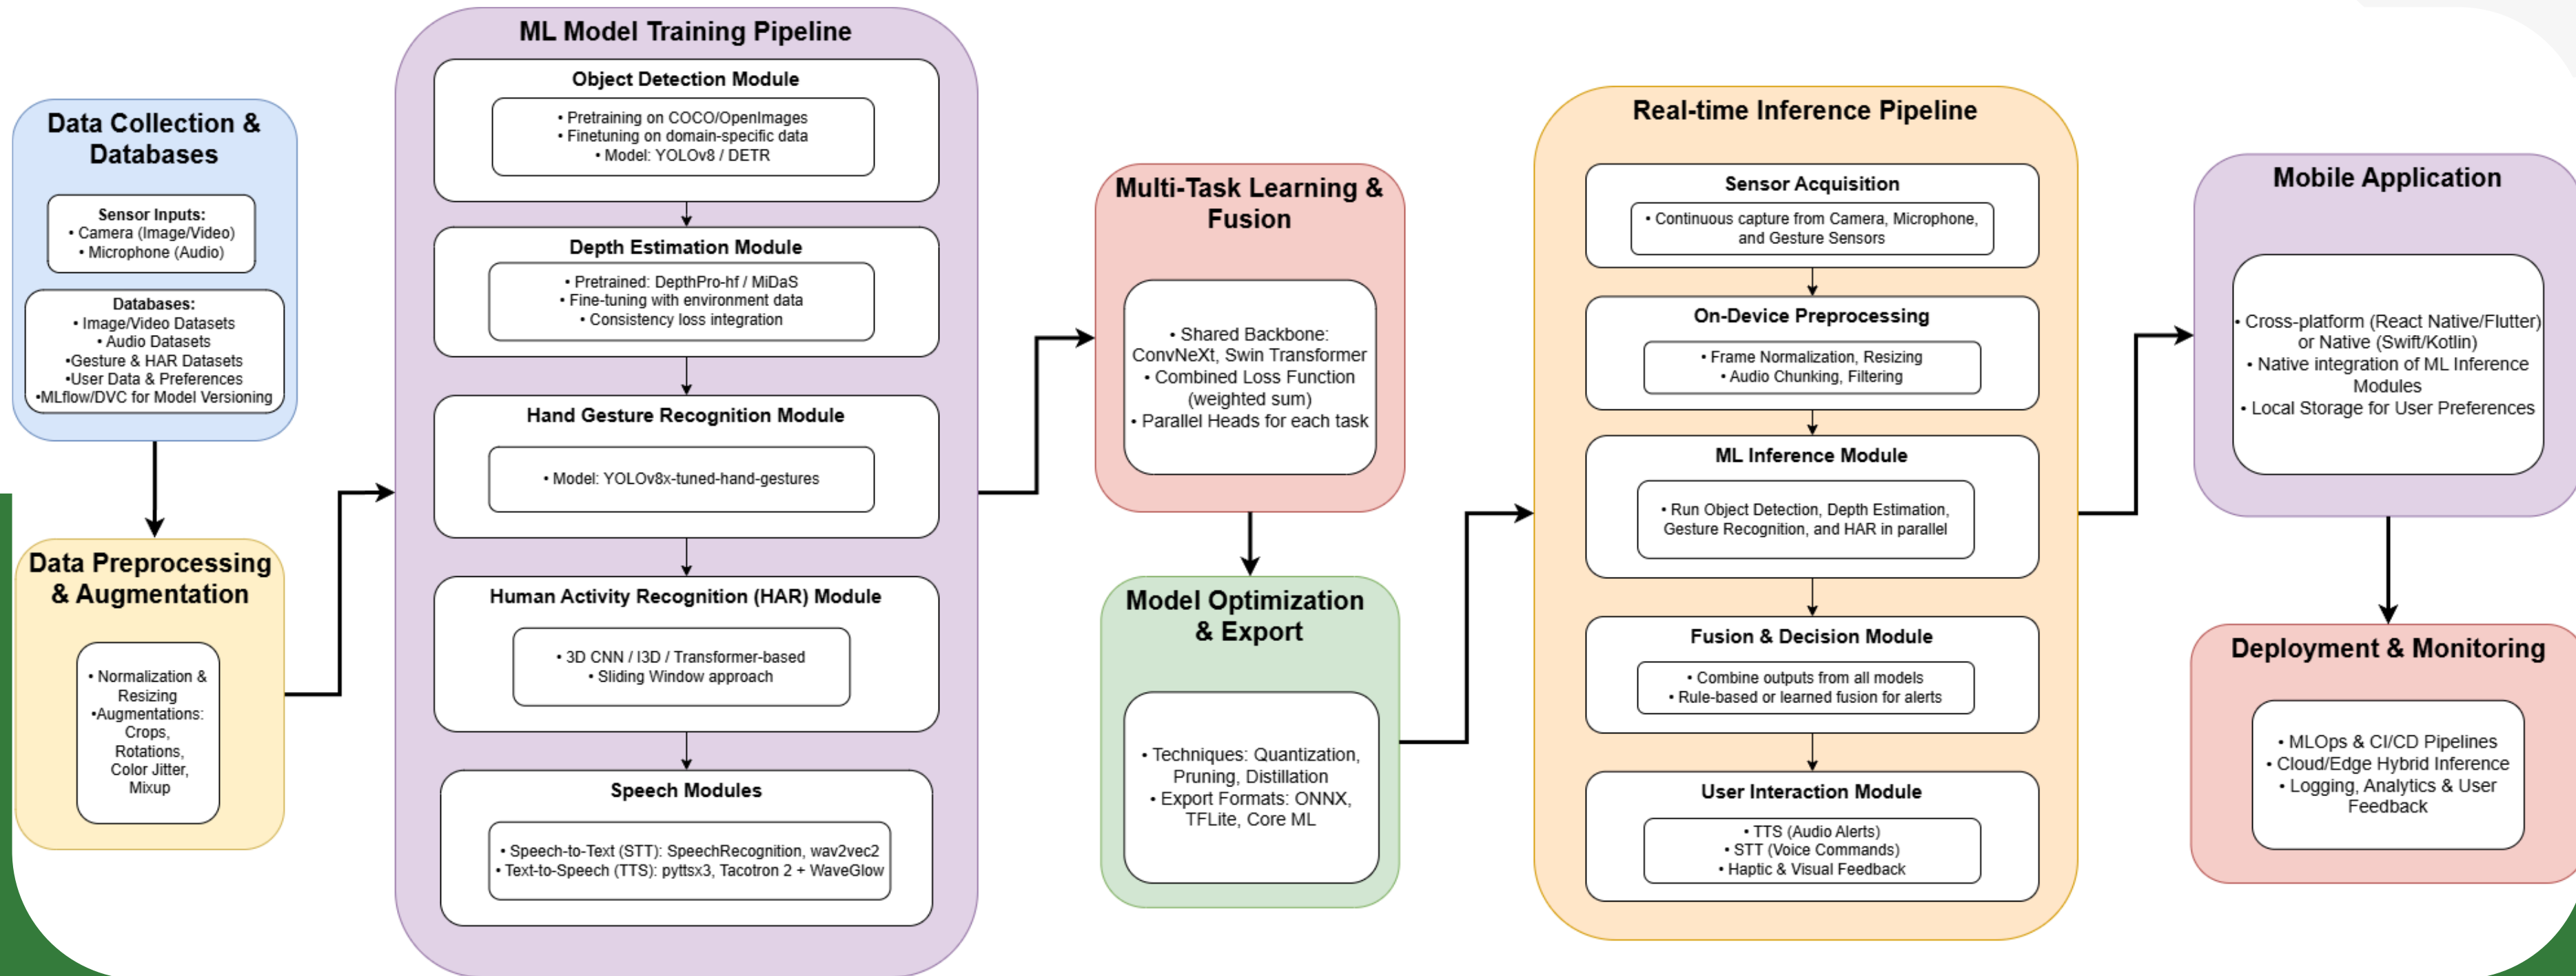 Data Collection &
Databases
Sensor Inputs:
• Camera (Image/Video)
• Microphone (Audio)
Databases:
• Image/Video Datasets
• Audio Datasets
•Gesture & HAR Datasets
•User Data & Preferences
•MLflow/DVC for Model Versioning
Data Preprocessing
& Augmentation
• Normalization &
Resizing
•Augmentations:
Crops,
Rotations,
Color Jitter,
Mixup
ML Model Training Pipeline
Object Detection Module
• Pretraining on COCO/OpenImages
• Finetuning on domain-specific data
• Model: YOLOv8 / DETR
Depth Estimation Module
• Pretrained: DepthPro-hf / MiDaS
• Fine-tuning with environment data
• Consistency loss integration
Hand Gesture Recognition Module
• Model: YOLOv8x-tuned-hand-gestures
Human Activity Recognition (HAR) Module
• 3D CNN / I3D / Transformer-based
• Sliding Window approach
Speech Modules
• Speech-to-Text (STT): SpeechRecognition, wav2vec2
• Text-to-Speech (TTS): pyttsx3, Tacotron 2 + WaveGlow
Multi-Task Learning &
Fusion
• Shared Backbone:
ConvNeXt, Swin Transformer
• Combined Loss Function
(weighted sum)
• Parallel Heads for each task
Model Optimization
& Export
• Techniques: Quantization,
Pruning, Distillation
• Export Formats: ONNX,
TFLite, Core ML
Real-time Inference Pipeline
Sensor Acquisition
• Continuous capture from Camera, Microphone,
and Gesture Sensors
On-Device Preprocessing
• Frame Normalization, Resizing
• Audio Chunking, Filtering
ML Inference Module
• Run Object Detection, Depth Estimation,
Gesture Recognition, and HAR in parallel
Fusion & Decision Module
• Combine outputs from all models
• Rule-based or learned fusion for alerts
User Interaction Module
• TTS (Audio Alerts)
• STT (Voice Commands)
• Haptic & Visual Feedback
Mobile Application
• Cross-platform (React Native/Flutter)
or Native (Swift/Kotlin)
• Native integration of ML Inference
Modules
• Local Storage for User Preferences
Deployment & Monitoring
• MLOps & CI/CD Pipelines
• Cloud/Edge Hybrid Inference
• Logging, Analytics & User
Feedback